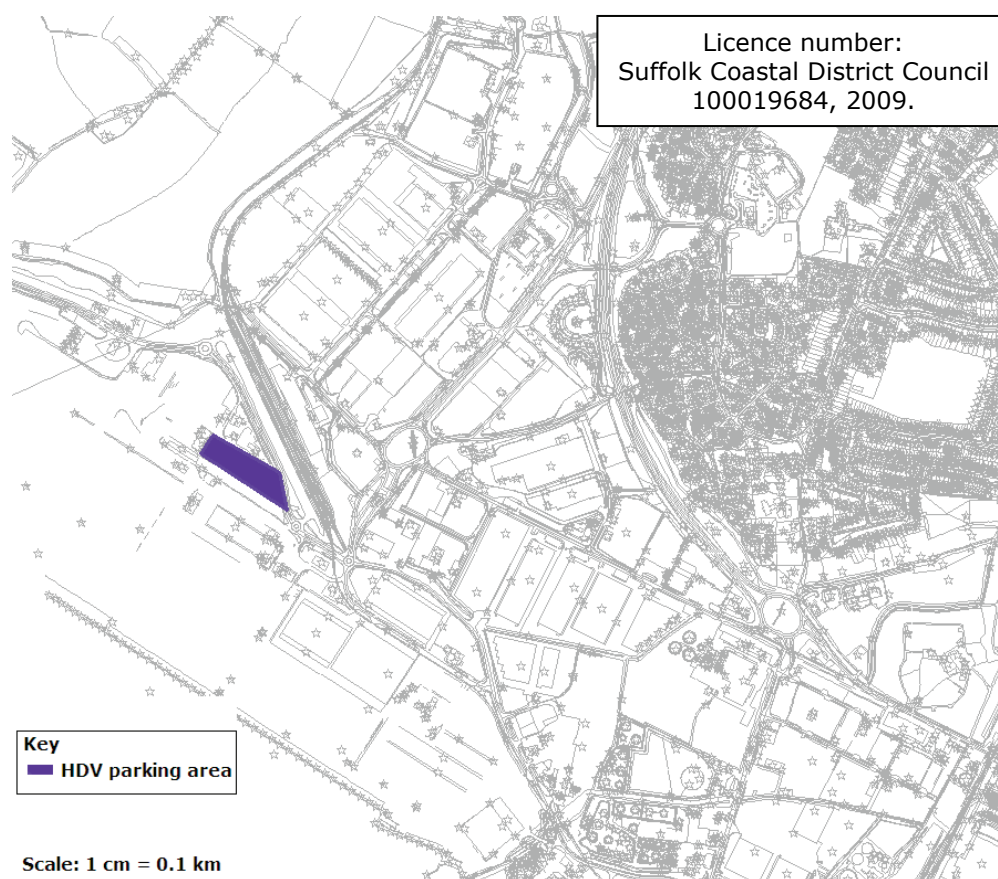 Licence number:
Suffolk Coastal District Council
100019684, 2009.
Key
HDV parking area
Scale: 1 cm = 0.1 km